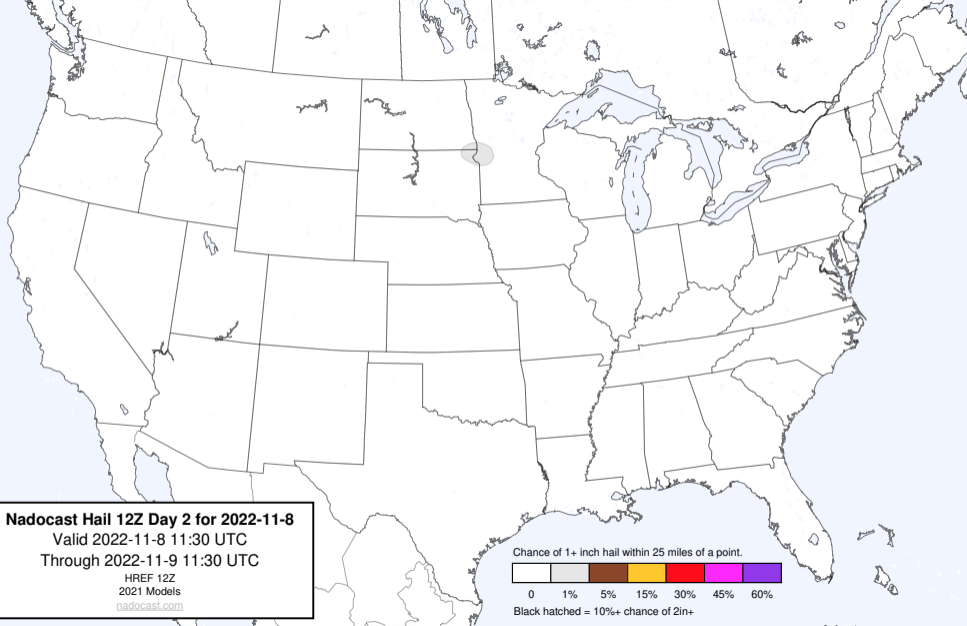 Nadocast Hail 12Z Day 2 for 2022-11-8
Valid 2022-11-8 11:30 UTC
Through 2022-11-9 11:30 UTC
HREF 12Z
2021 Models
nadocast.com
Chance of 1+ inch hail within 25 miles of a point.
0 1% 5% 15% 30% 45% 60%
Black hatched = 10%+ chance of 2in+